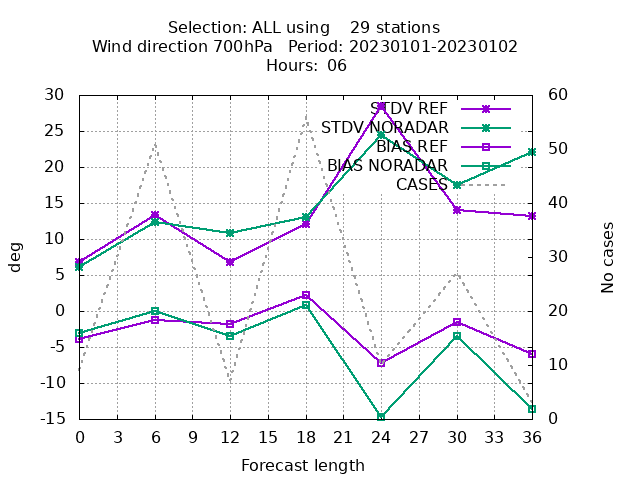 Selection: ALL using 29 stations
Wind direction 700hPa Period: 20230101-20230102
Hours: 06
30
25
20
15
10
5
0
-5
-10
-15
deg
60
50
40
30
20
10
0
No cases
STDV REF
STDV NORADAR
BIAS REF
BIAS NORADAR
CASES
0 3 6 9 12 15 18 21 24 27 30 33 36
Forecast length